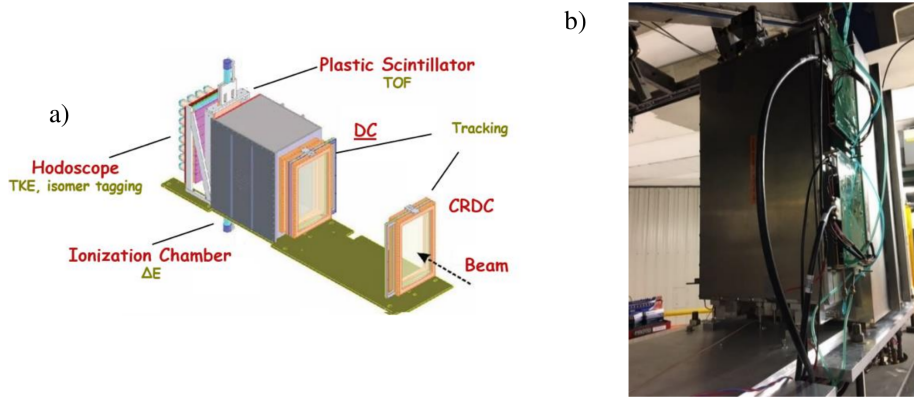 a)
b)
Plastic Scintillator
TOF
DC
Tracking
Hodoscope
TKE, isomer tagging
CRDC
Ionization Chamber
ΔE
Beam